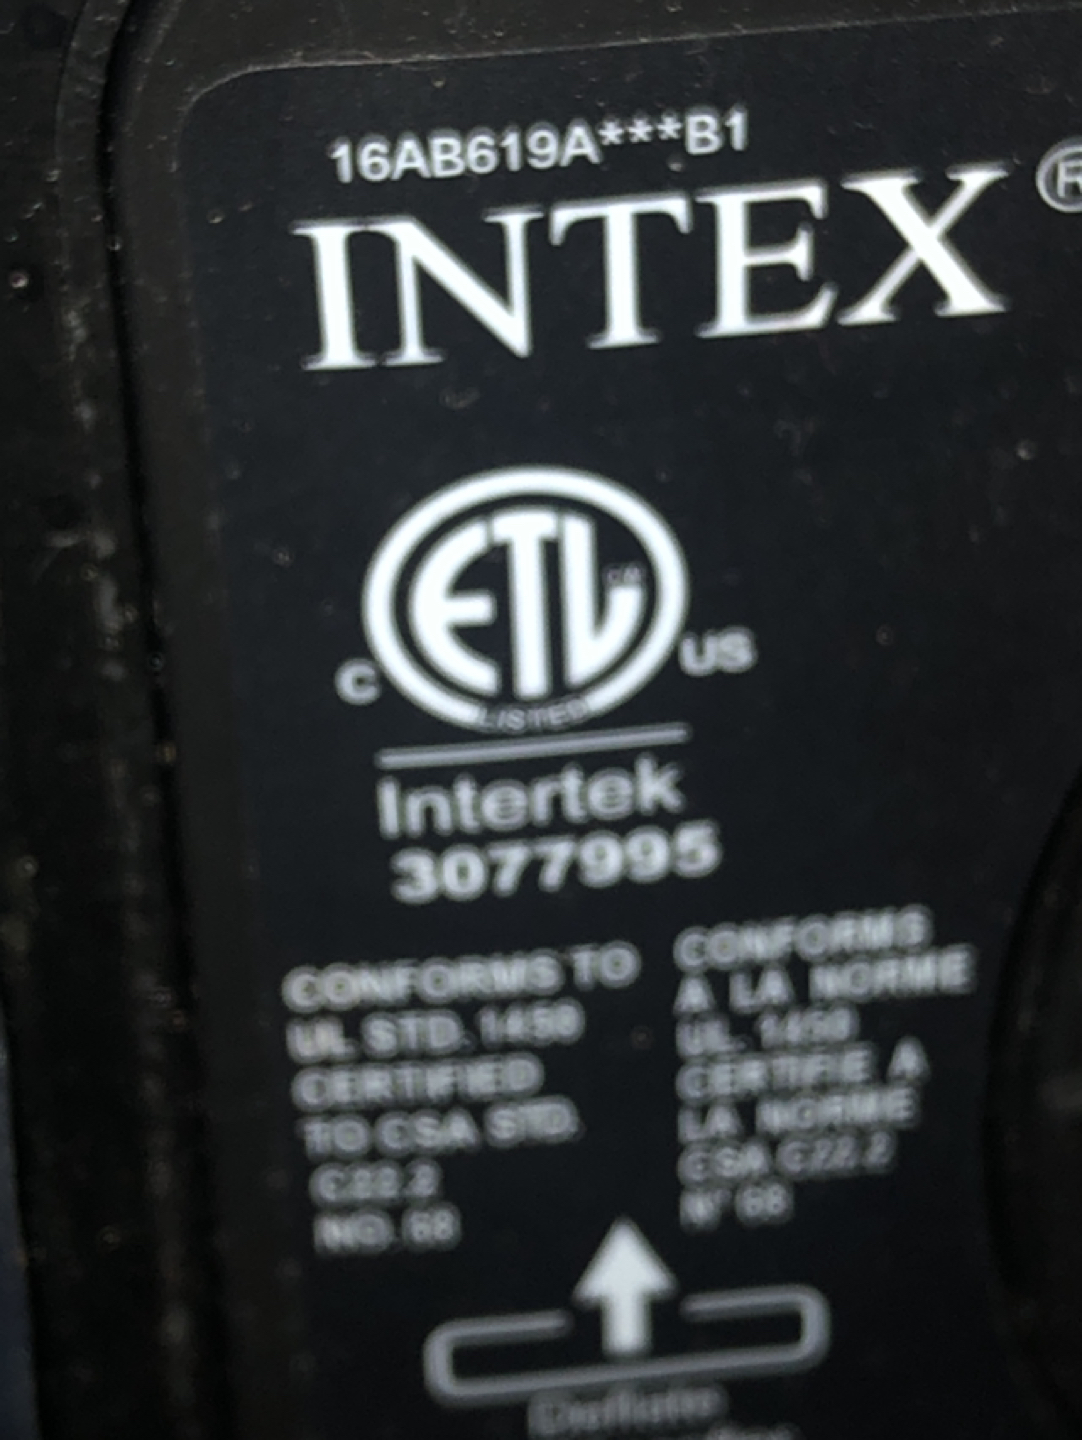 16AB619A***B1
INTEX®
ETL
C US
LISTED
Intertek
3077995
CONFORMS TO
UL STD. 1450
CERTIFIED
TO CSA STD.
C22.2
NO. 68
CONFORMS
A LA NORME
UL. 1450
CERTIFIE A
LA NORME
CSA C22.2
N° 68
Deflate